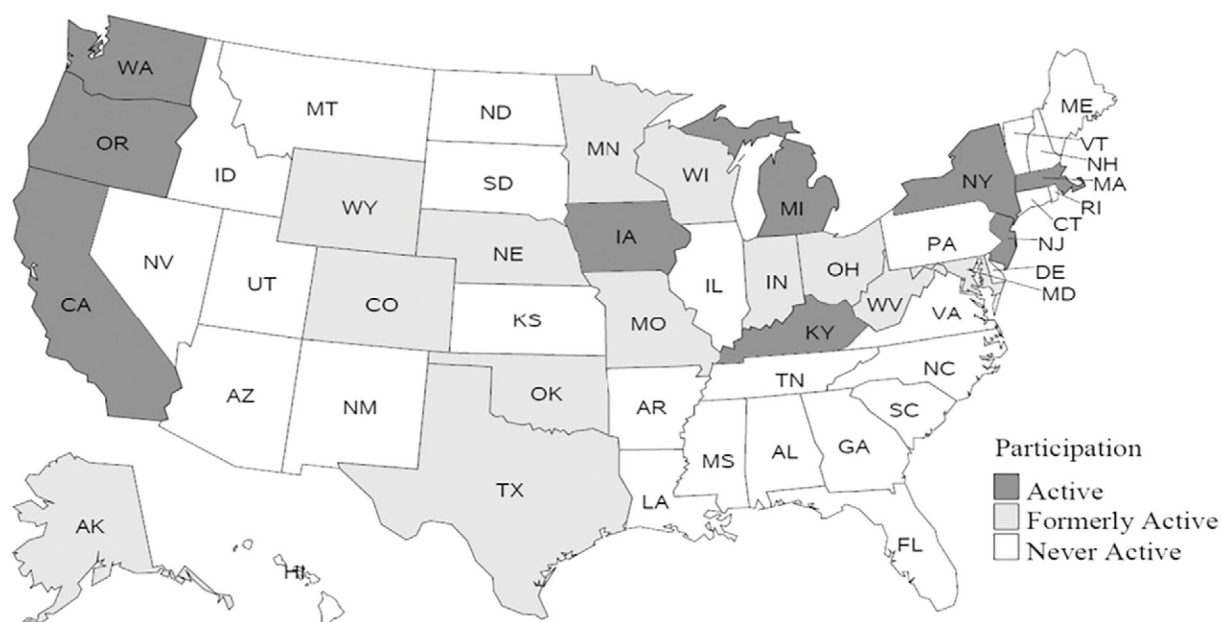 WA
MT
ND
ME
VT
NH
MA
RI
CT
NJ
DE
MD
OR
ID
WY
SD
MN
WI
MI
NY
PA
NV
UT
CO
NE
IA
IL
IN
OH
WV
VA
CA
KS
MO
KY
AZ
NM
OK
AR
TN
NC
SC
TX
LA
MS
AL
GA
FL
AK
HI
Participation
Active
Formerly Active
Never Active